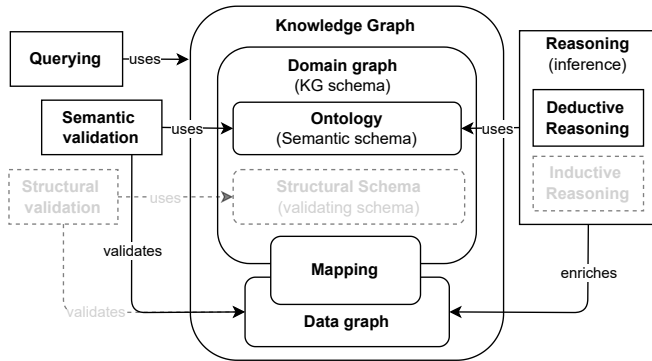 Knowledge Graph
Querying
uses
Domain graph
(KG schema)
Reasoning
(inference)
Semantic
validation
uses
Ontology
(Semantic schema)
uses
Deductive
Reasoning
Structural
validation
uses
Structural Schema
(validating schema)
Inductive
Reasoning
validates
Mapping
enriches
validates
Data graph